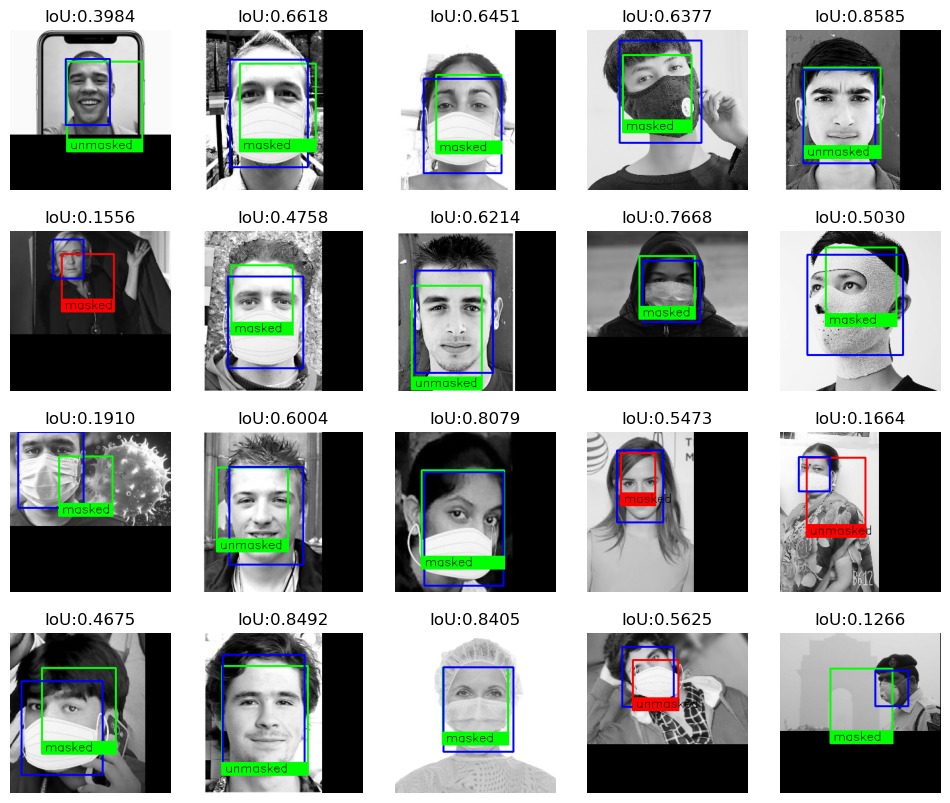 IoU:0.3984 IoU:0.6618 IoU:0.6451 IoU:0.6377 IoU:0.8585
unmasked masked masked masked unmasked
IoU:0.1556 IoU:0.4758 IoU:0.6214 IoU:0.7668 IoU:0.5030
masked masked unmasked masked masked
IoU:0.1910 IoU:0.6004 IoU:0.8079 IoU:0.5473 IoU:0.1664
T
M
masked unmasked masked masked unmasked
B612
IoU:0.4675 IoU:0.8492 IoU:0.8405 IoU:0.5625 IoU:0.1266
masked unmasked masked unmasked masked